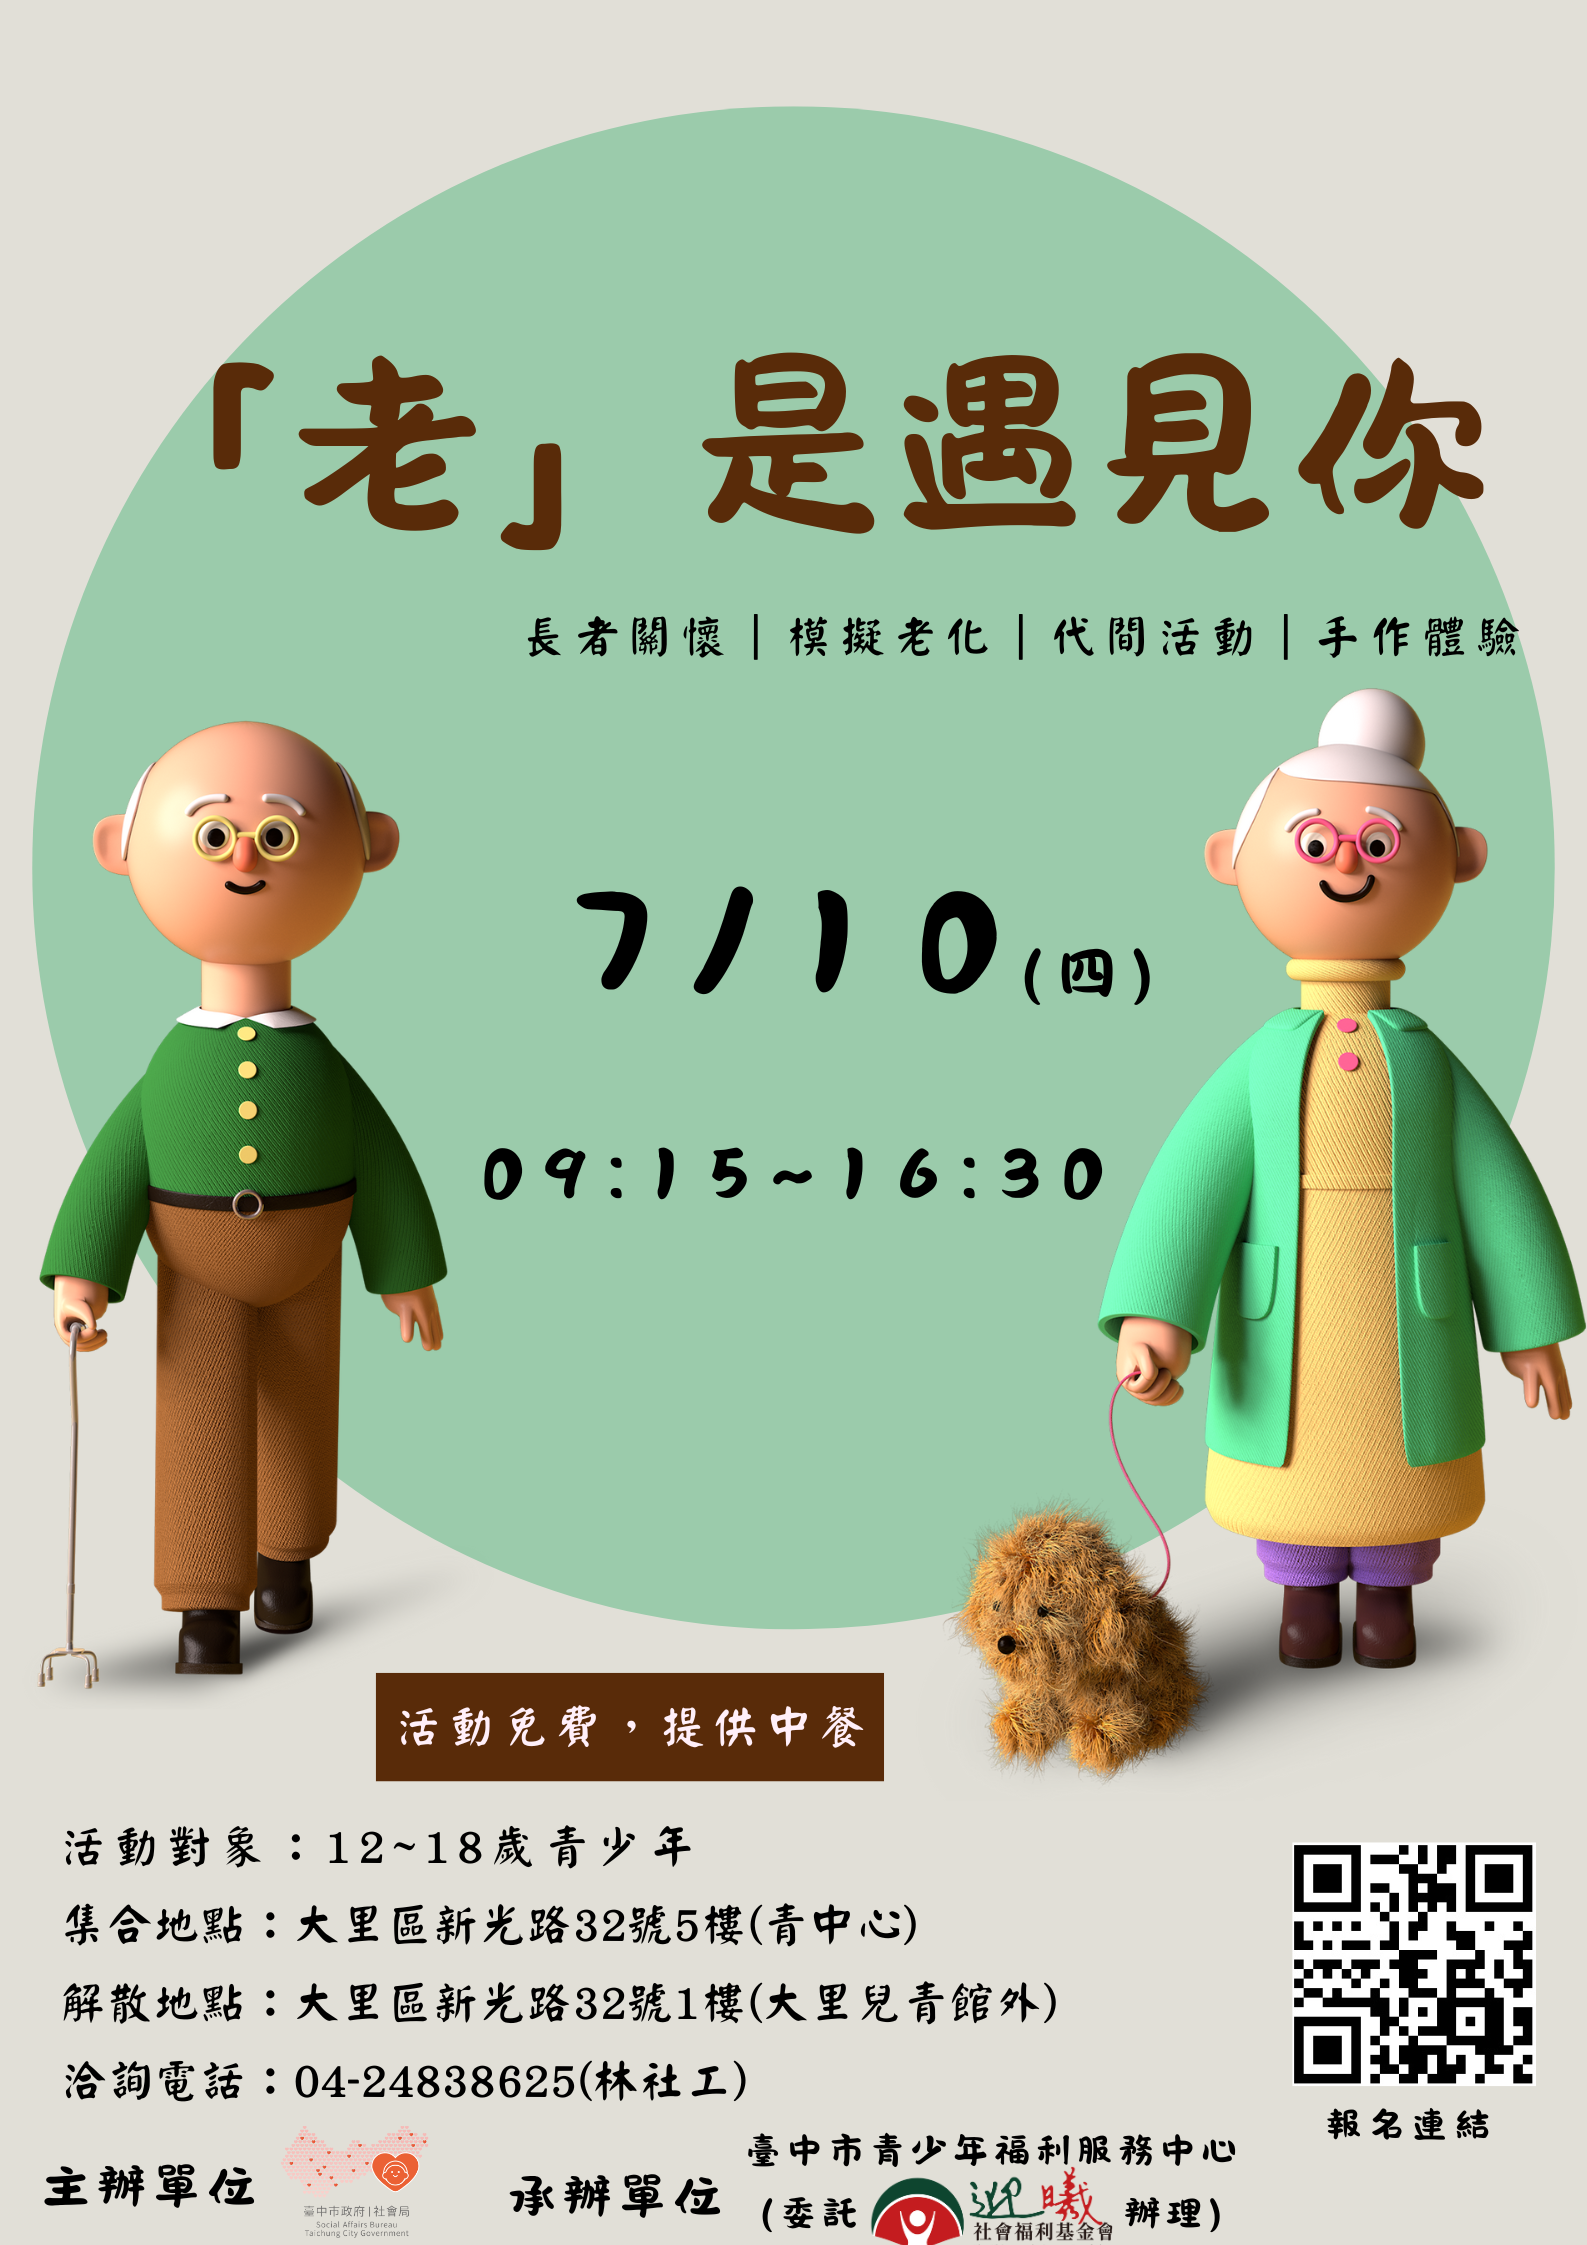 「老」是遇見你
長者關懷|模擬老化|代間活動|手作體驗
7/10(四)
09:15~16:30
活動免費，提供中餐
活動對象：12~18歲青少年
集合地點：大里區新光路32號5樓(青中心)
解散地點：大里區新光路32號1樓(大里兒青館外)
洽詢電話：04-24838625(林社工)
報名連結
主辦單位
臺中市政府|社會局
Social Affairs Bureau
Taichung City Government
承辦單位
臺中市青少年福利服務中心
(委託 迎曦 社會福利基金會 辦理)